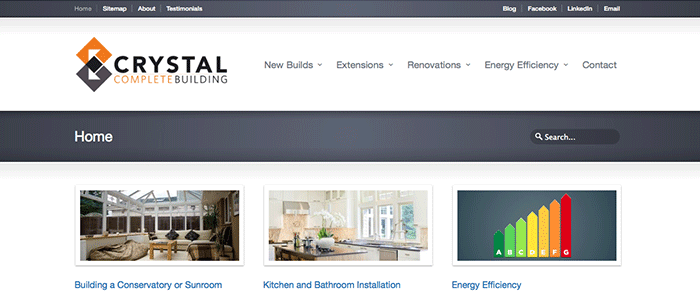 Home Sitemap About Testimonials Blog Facebook LinkedIn Email
CRYSTAL
COMPLETEBUILDING
New Builds Extensions Renovations Energy Efficiency Contact
Home Search...
A B C D E F G
Building a Conservatory or Sunroom Kitchen and Bathroom Installation Energy Efficiency